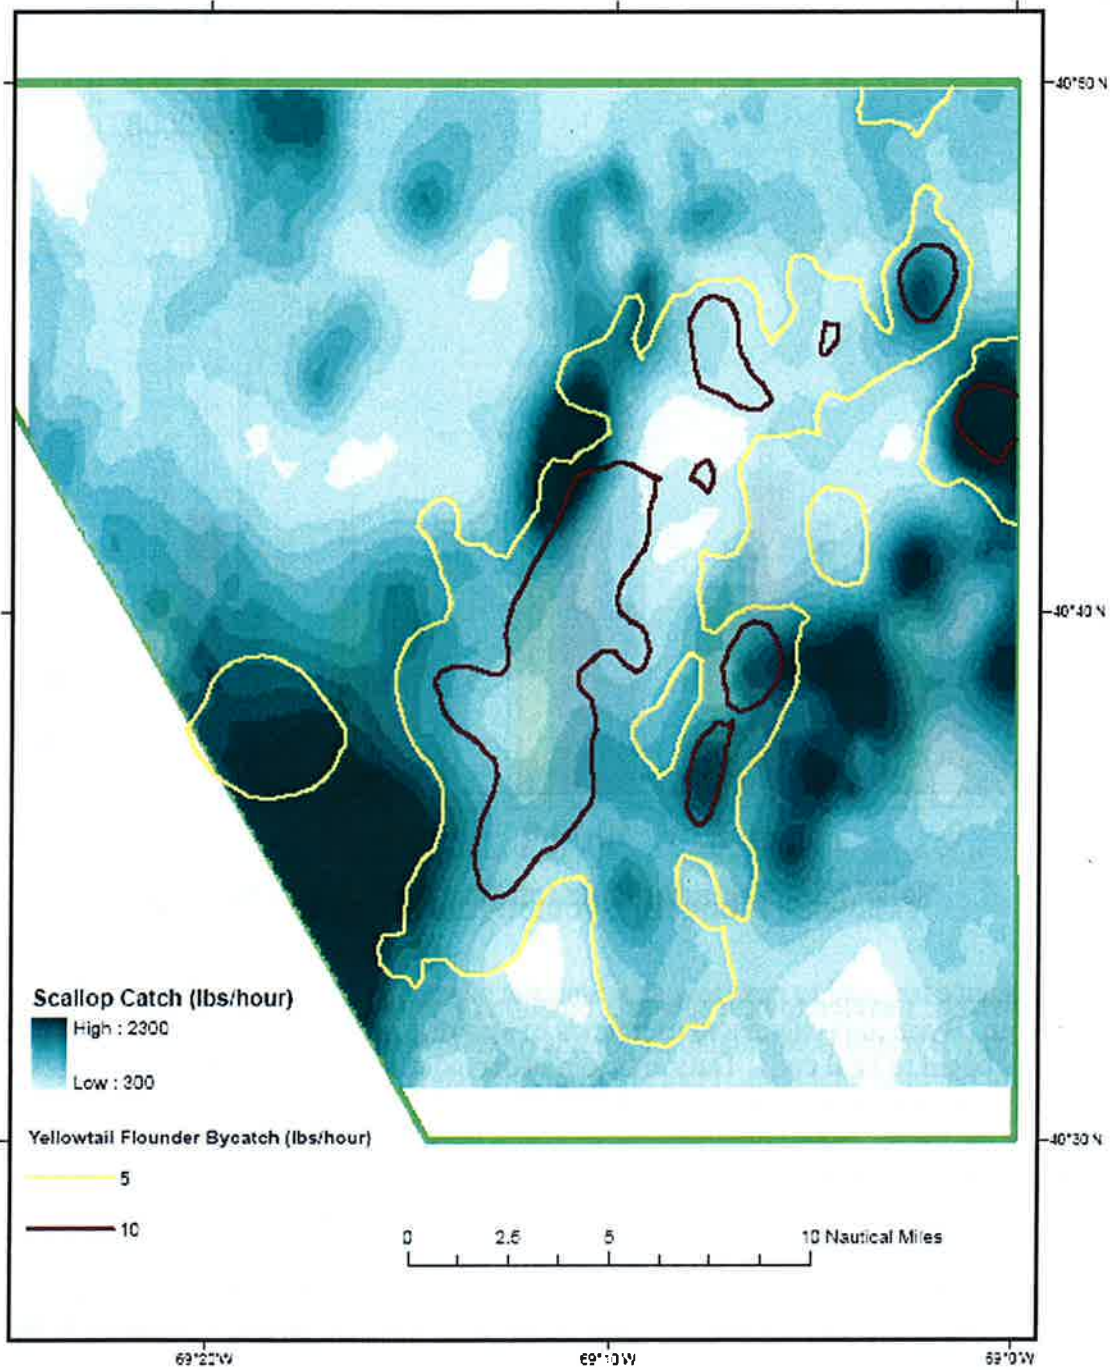 40°50'N
40°40'N
Scallop Catch (lbs/hour)
High : 2300
Low : 300
Yellowtail Flounder Bycatch (lbs/hour)
5
10
40°30'N
0 2.5 5 10 Nautical Miles
69°20'W 69°10'W 69°0'W